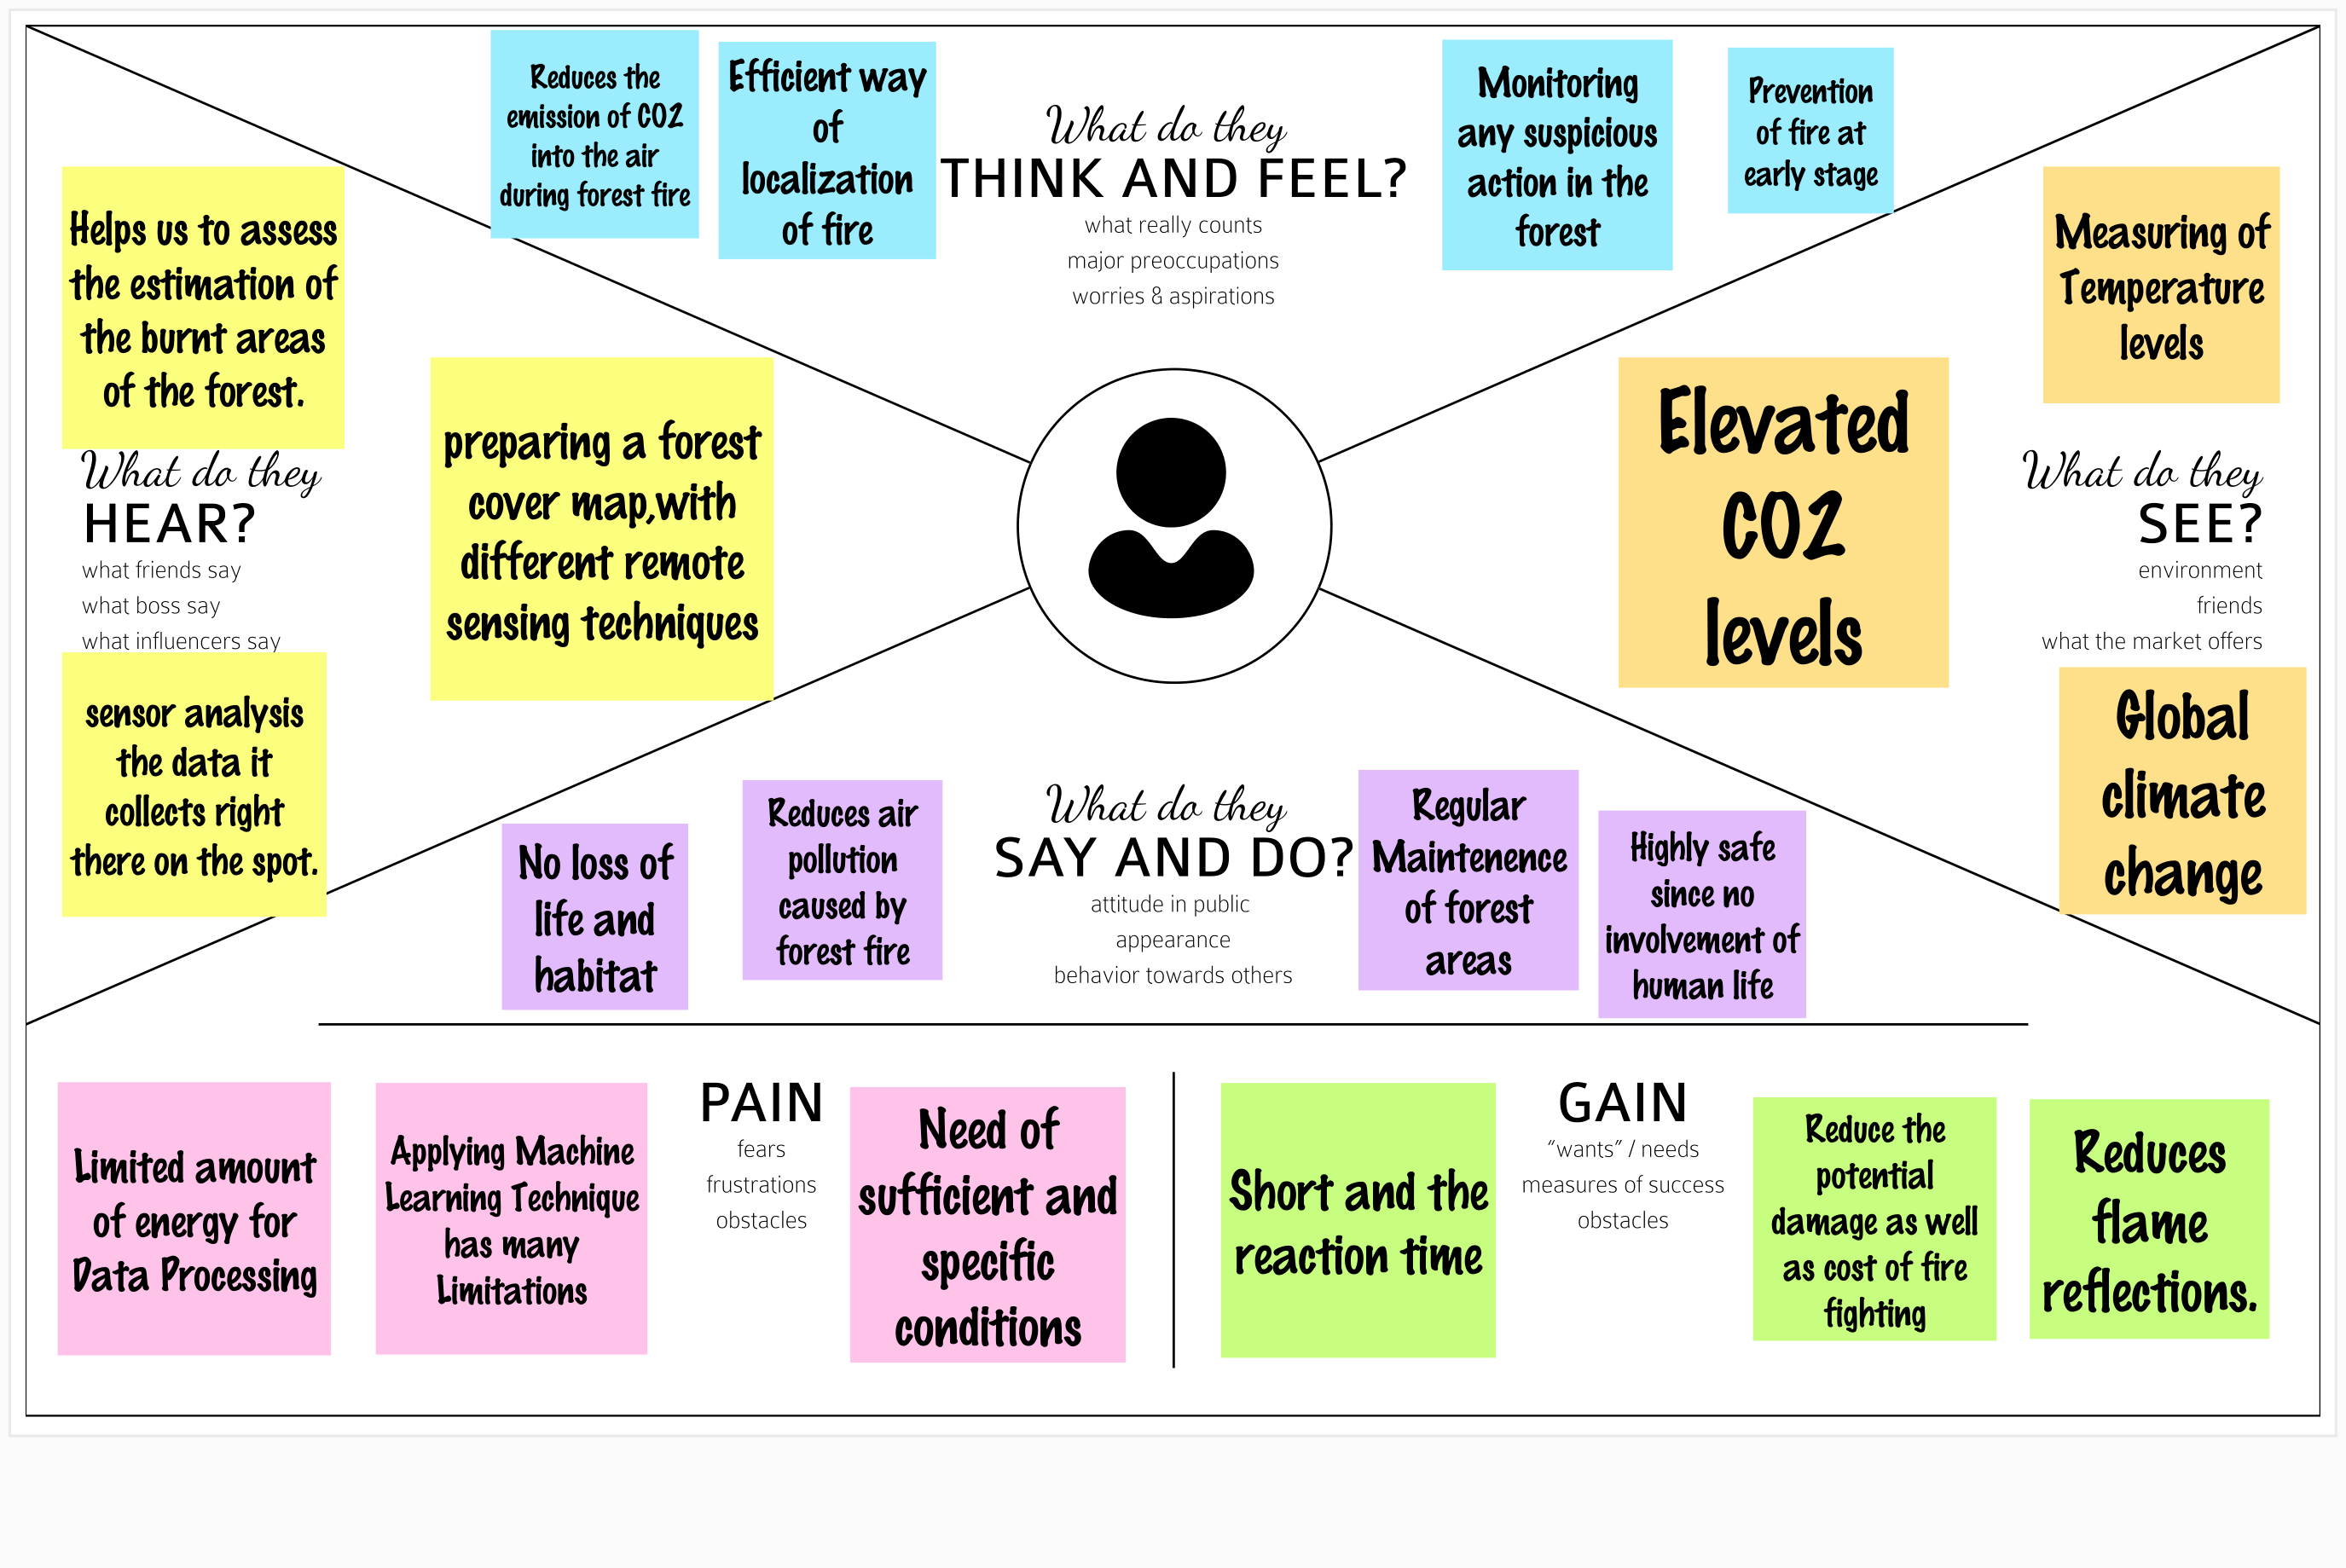 Reduces the
emission of CO2
into the air
during forest fire
Efficient way
of
localization
of fire
What do they
THINK AND FEEL?
what really counts
major preoccupations
worries & aspirations
Monitoring
any suspicious
action in the
forest
Prevention
of fire at
early stage
Helps us to assess
the estimation of
the burnt areas
of the forest.
What do they
HEAR?
what friends say
what boss say
what influencers say
preparing a forest
cover map,with
different remote
sensing techniques
sensor analysis
the data it
collects right
there on the spot.
Measuring of
Temperature
levels
Elevated
CO2
levels
What do they
SEE?
environment
friends
what the market offers
Global
climate
change
No loss of
life and
habitat
Reduces air
pollution
caused by
forest fire
What do they
SAY AND DO?
attitude in public
appearance
behavior towards others
Regular
Maintenence
of forest
areas
Highly safe
since no
involvement of
human life
Limited amount
of energy for
Data Processing
Applying Machine
Learning Technique
has many
Limitations
PAIN
fears
frustrations
obstacles
Need of
sufficient and
specific
conditions
Short and the
reaction time
GAIN
“wants” / needs
measures of success
obstacles
Reduce the
potential
damage as well
as cost of fire
fighting
Reduces
flame
reflections.